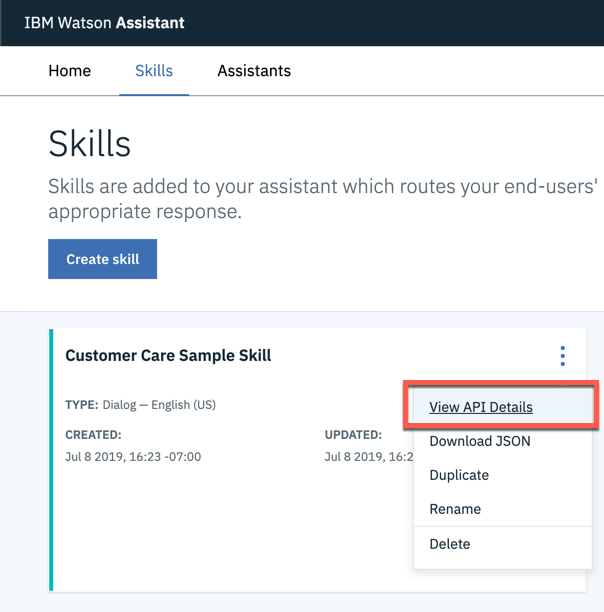 IBM Watson Assistant
Home Skills Assistants
Skills
Skills are added to your assistant which routes your end-users'
appropriate response.
Create skill
Customer Care Sample Skill
TYPE: Dialog — English (US)
CREATED:
Jul 8 2019, 16:23 -07:00
UPDATED:
Jul 8 2019, 16:2
View API Details
Download JSON
Duplicate
Rename
Delete